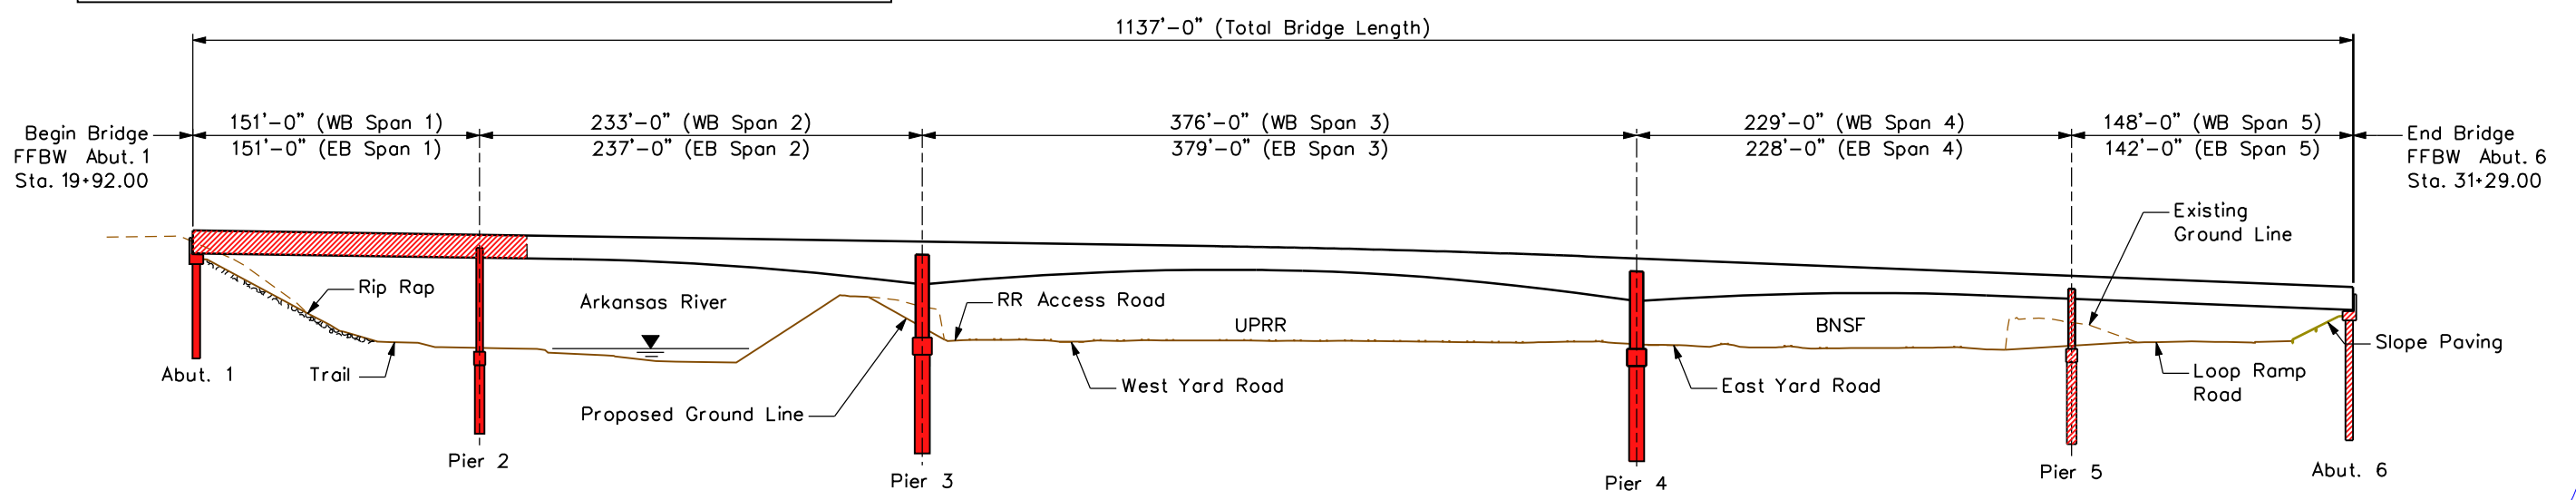 1137'-0" (Total Bridge Length)
151'-0" (WB Span 1)
151'-0" (EB Span 1)
233'-0" (WB Span 2)
237'-0" (EB Span 2)
376'-0" (WB Span 3)
379'-0" (EB Span 3)
229'-0" (WB Span 4)
228'-0" (EB Span 4)
148'-0" (WB Span 5)
142'-0" (EB Span 5)
Begin Bridge
FFBW Abut. 1
Sta. 19+92.00
End Bridge
FFBW Abut. 6
Sta. 31+29.00
Existing
Ground Line
Rip Rap
Arkansas River
RR Access Road
UPRR
BNSF
Slope Paving
Abut. 1
Trail
West Yard Road
East Yard Road
Loop Ramp
Road
Proposed Ground Line
Pier 2
Pier 3
Pier 4
Pier 5
Abut. 6